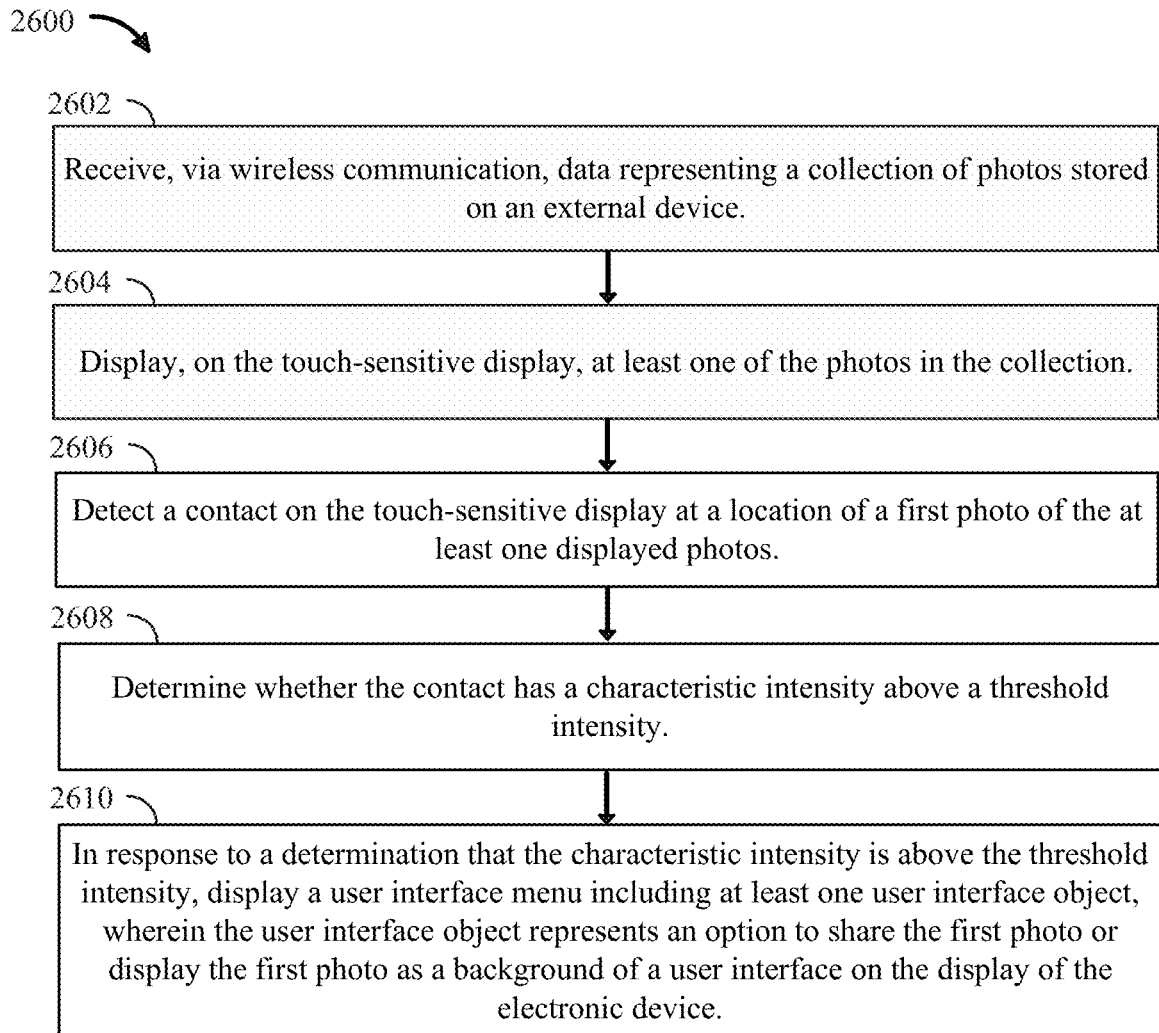 2600
2602
Receive, via wireless communication, data representing a collection of photos stored
on an external device.
2604
Display, on the touch-sensitive display, at least one of the photos in the collection.
2606
Detect a contact on the touch-sensitive display at a location of a first photo of the at
least one displayed photos.
2608
Determine whether the contact has a characteristic intensity above a threshold
intensity.
2610
In response to a determination that the characteristic intensity is above the threshold
intensity, display a user interface menu including at least one user interface object,
wherein the user interface object represents an option to share the first photo or
display the first photo as a background of a user interface on the display of the
electronic device.